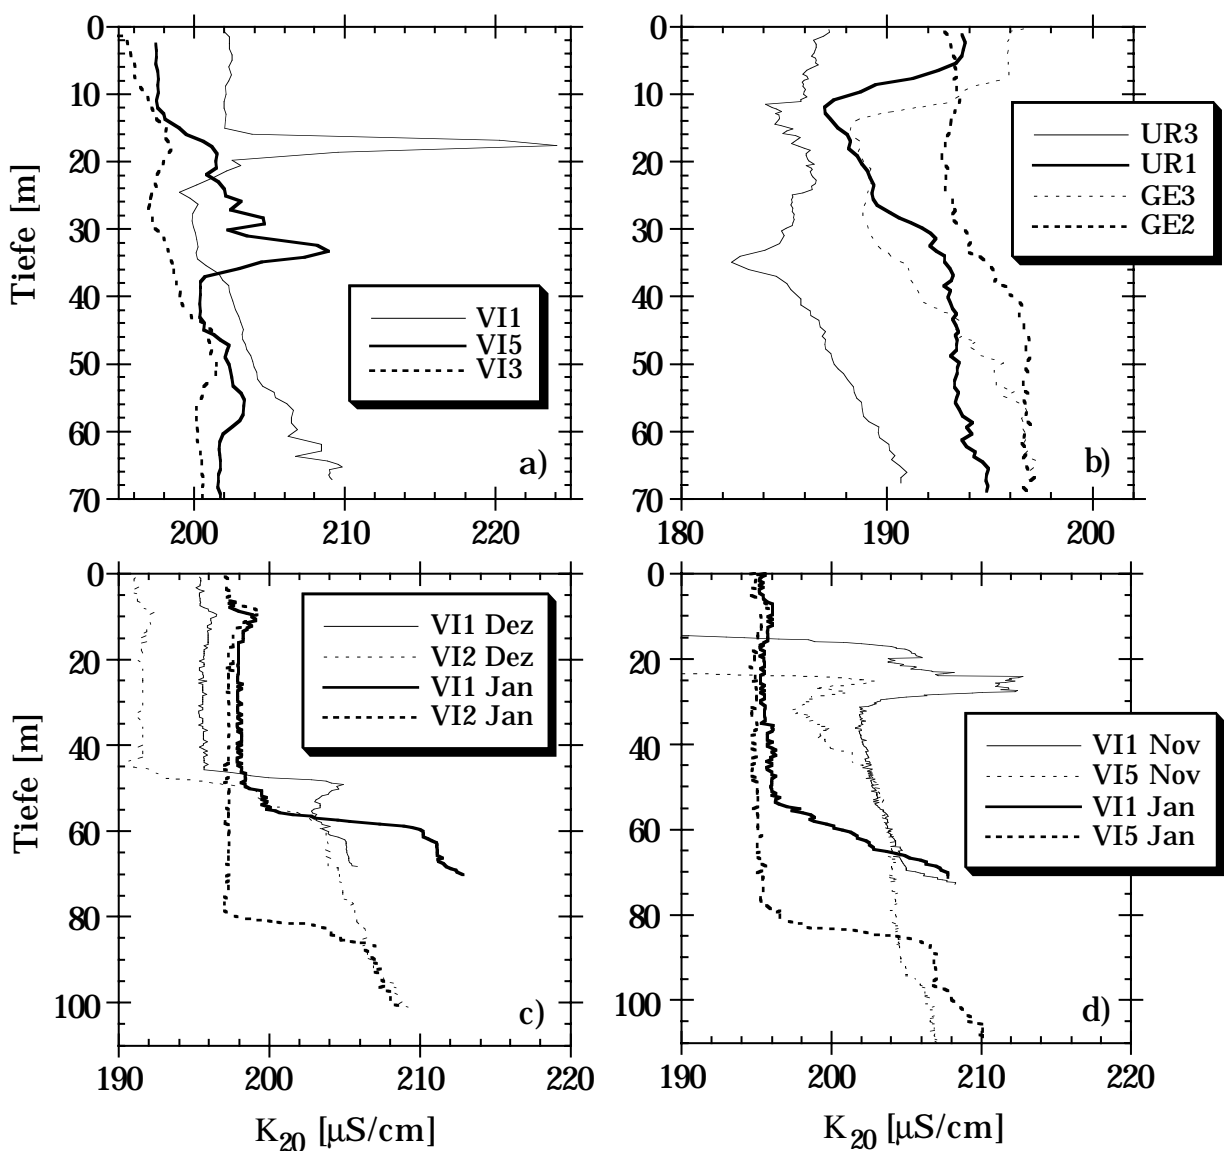 0
10
20
30
40
50
60
70
Tiefe [m]
VI1
VI5
VI3
a)
200
210
220
0
10
20
30
40
50
60
70
UR3
UR1
GE3
GE2
b)
180
190
200
0
20
40
60
80
100
Tiefe [m]
VI1 Dez
VI2 Dez
VI1 Jan
VI2 Jan
c)
190
200
210
220
K20 [μS/cm]
0
20
40
60
80
100
VI1 Nov
VI5 Nov
VI1 Jan
VI5 Jan
d)
190
200
210
220
K20 [μS/cm]